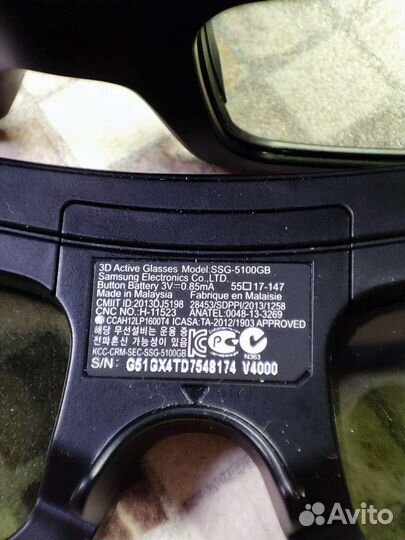 3D Active Glasses Model:SSG-5100GB
Samsung Electronics Co.,LTD
Button Battery 3V⎓0.85mA 55□17-147
Made in Malaysia Fabrique en Malaisie
CMIIT ID:2013DJ5198 28453/SDPPI/2013/1258
CNC NO.: H-11523 ANATEL:0048-13-3269
CCAH12LP1600T4 ICASA:TA-2012/1903 APPROVED
해당 무선설비는 운용 중
전파혼신 가능성이 있음
KCC-CRM-SEC-SSG-5100GB
N363
S/N: G51GX4TD7548174 V4000
Avito